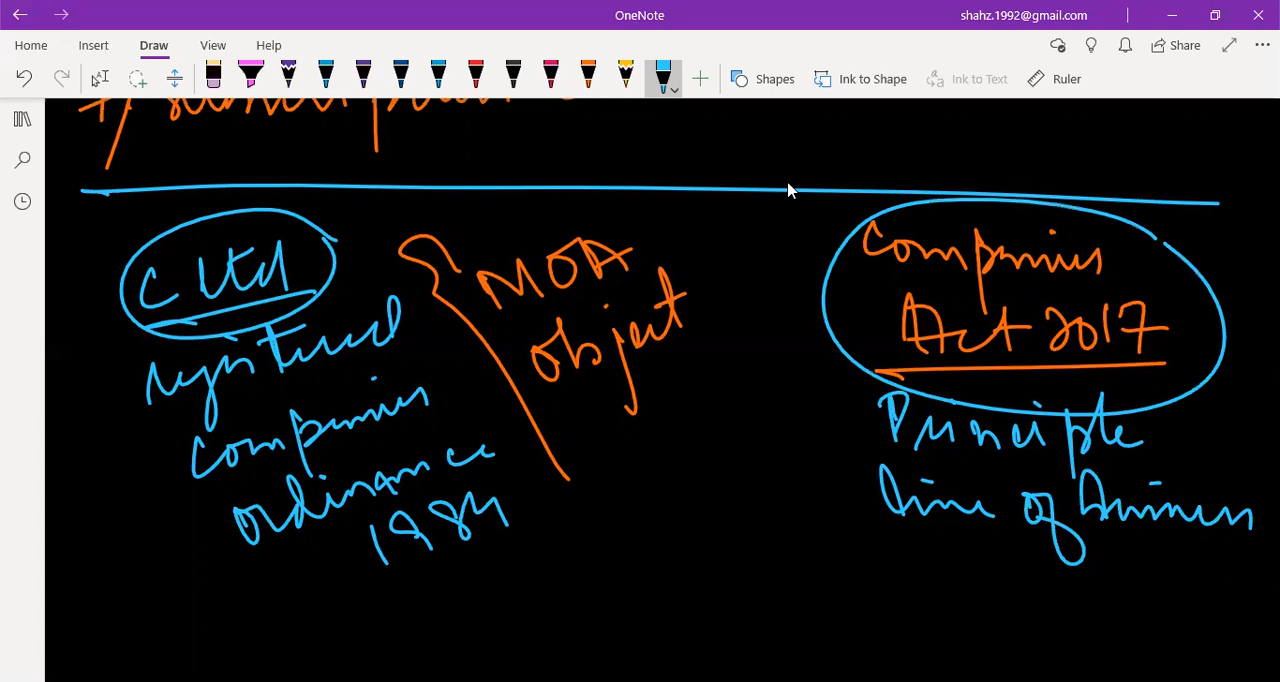 OneNote
shahz.1992@gmail.com
Home Insert Draw View Help
Share
Shapes Ink to Shape Ink to Text Ruler
C Ltd
registered
Companies
ordinance
1984
MOA
object
Companies
Act 2017
Principle
line of business